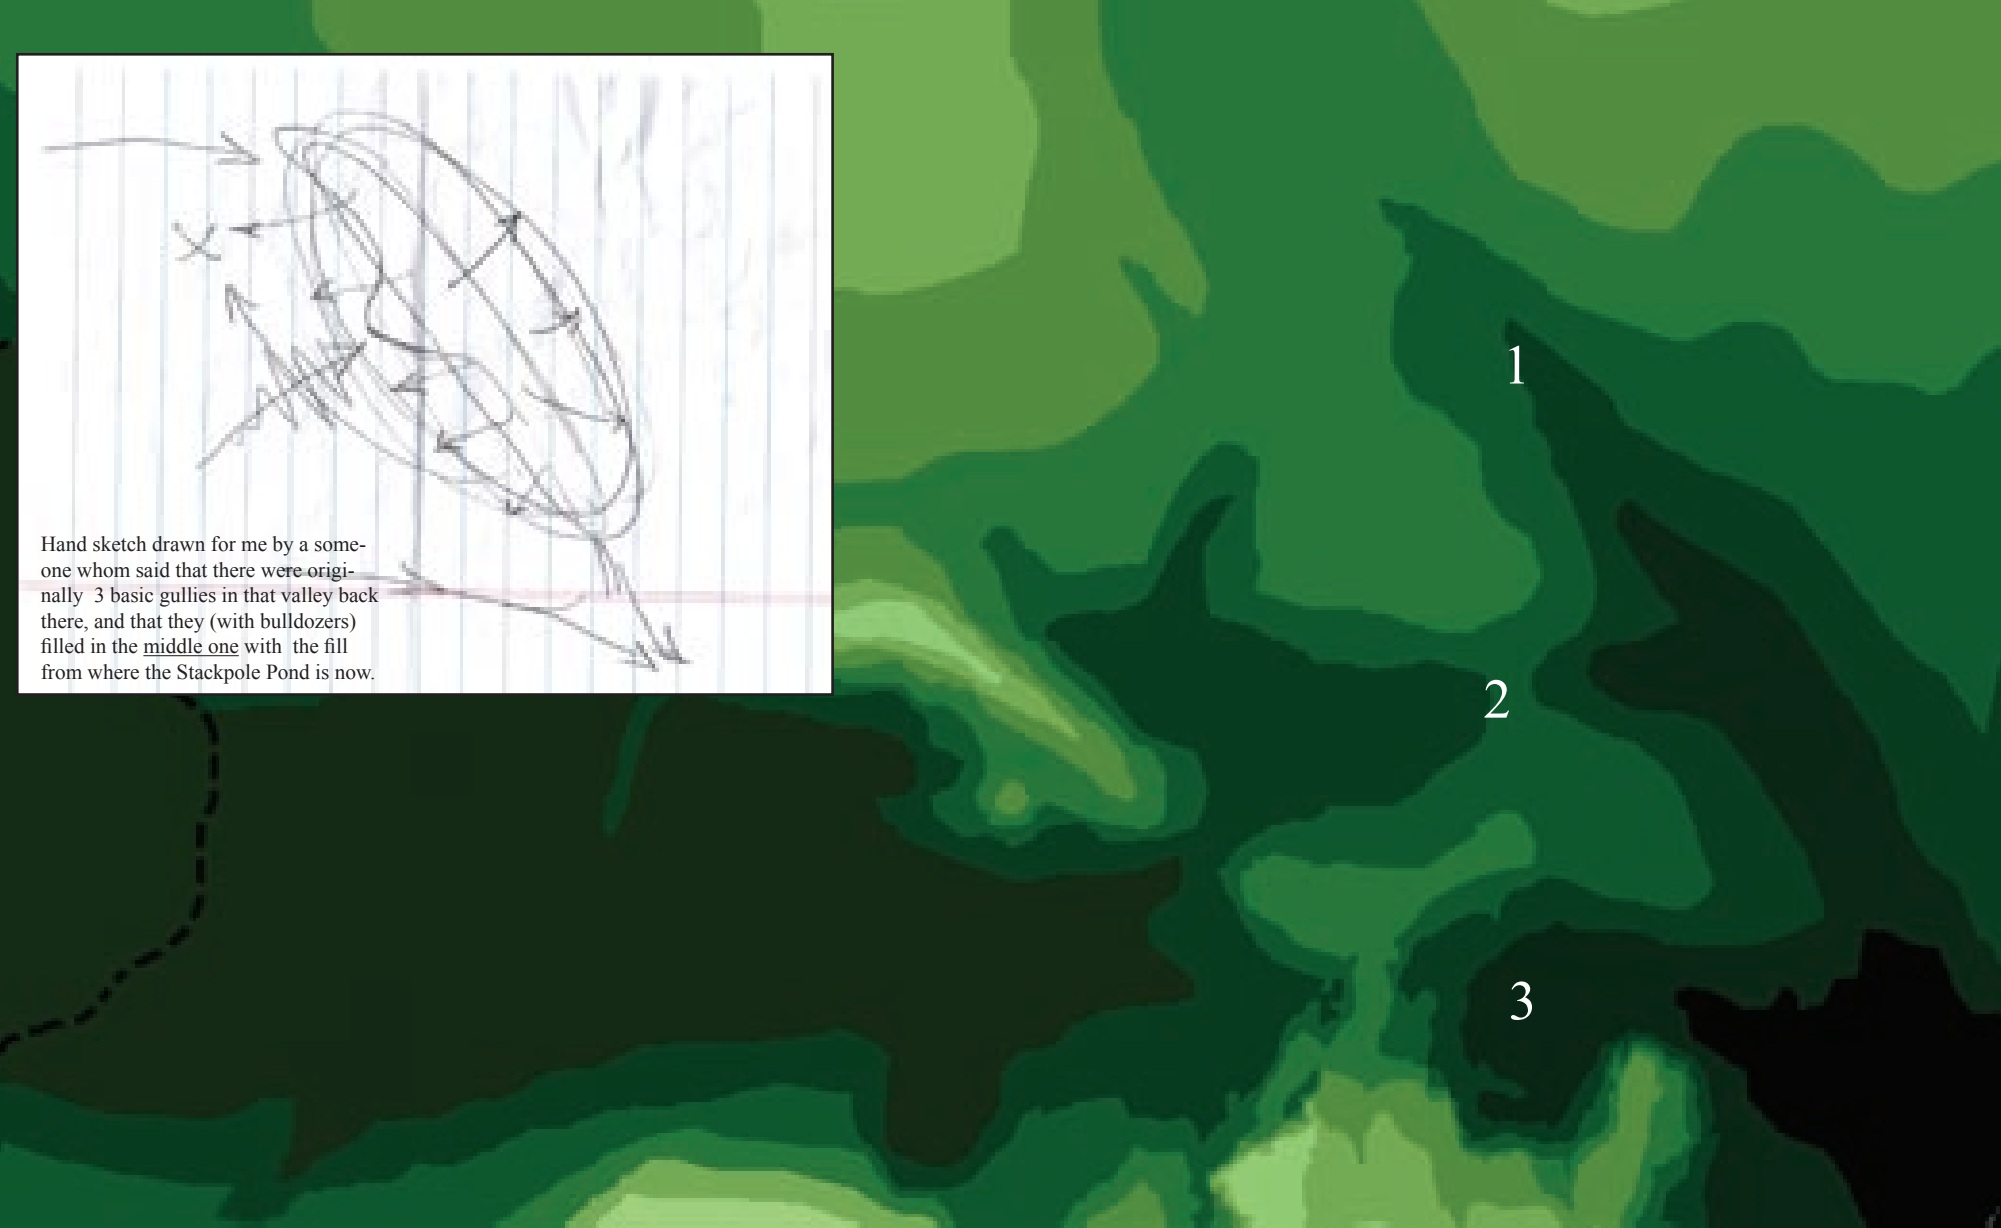 Hand sketch drawn for me by a some-
one whom said that there were origi-
nally 3 basic gullies in that valley back
there, and that they (with bulldozers)
filled in the middle one with the fill
from where the Stackpole Pond is now.
1
2
3